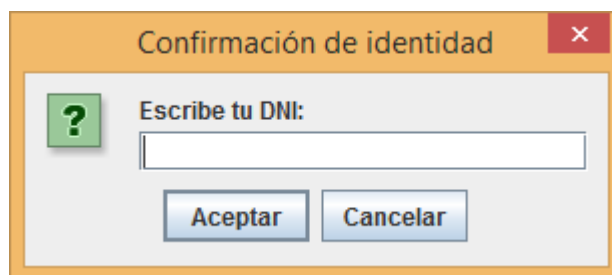 Confirmación de identidad
Escribe tu DNI:
Aceptar Cancelar